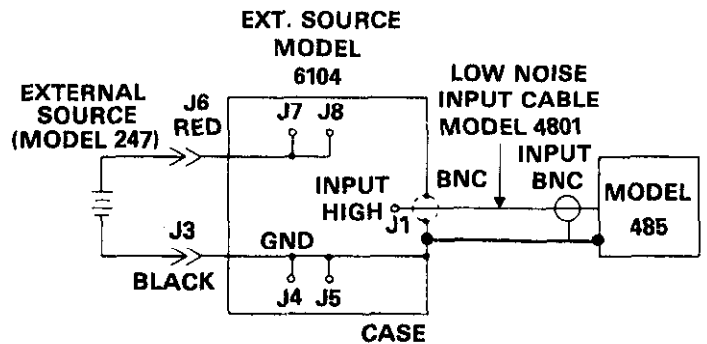 EXT. SOURCE
MODEL
6104
EXTERNAL
SOURCE
(MODEL 247)
J6
RED
J7 J8
LOW NOISE
INPUT CABLE
MODEL 4801
INPUT
BNC
BNC
INPUT
HIGH
J1
MODEL
485
J3
BLACK
GND
J4 J5
CASE